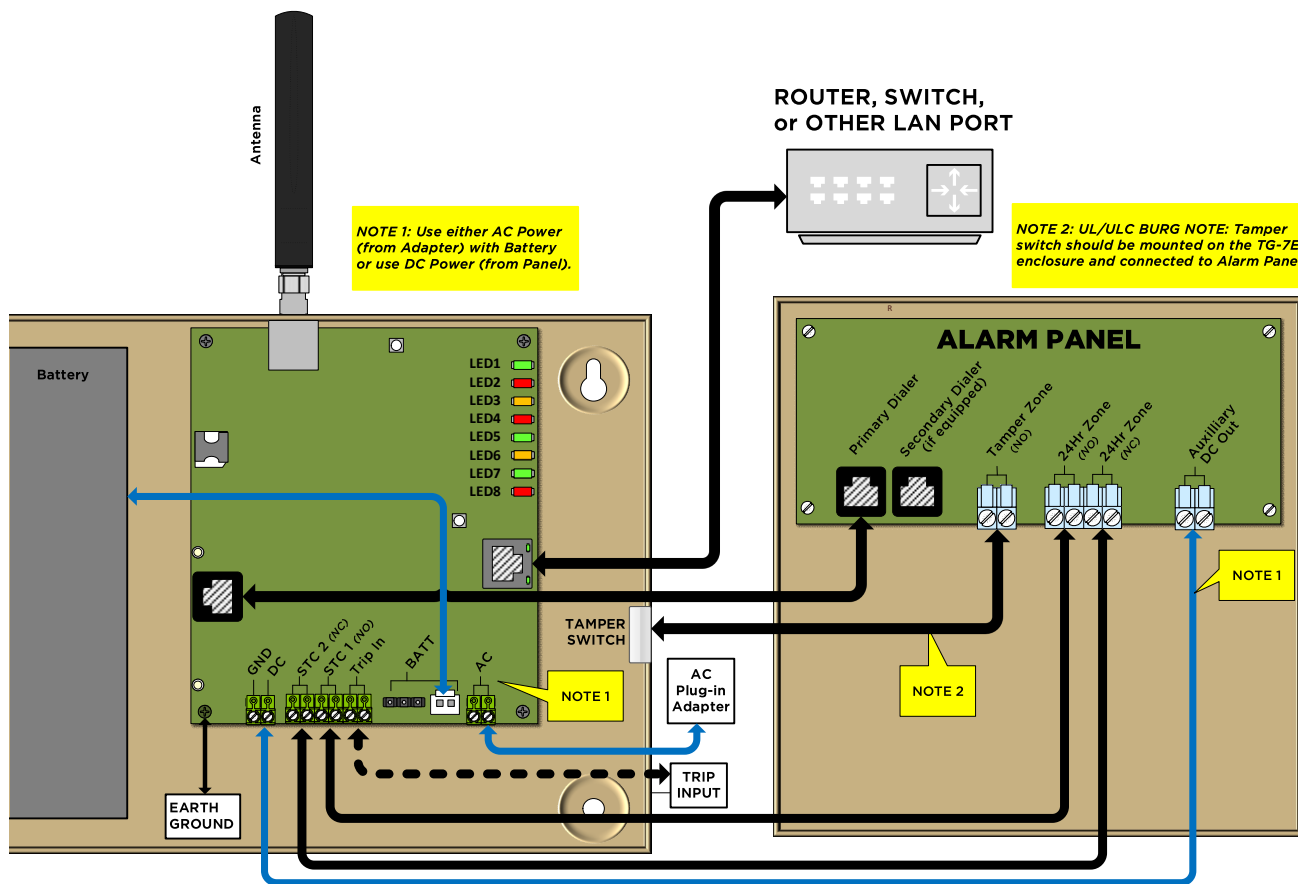 Antenna
ROUTER, SWITCH,
or OTHER LAN PORT
NOTE 1: Use either AC Power
(from Adapter) with Battery
or use DC Power (from Panel).
NOTE 2: UL/ULC BURG NOTE: Tamper
switch should be mounted on the TG-7E
enclosure and connected to Alarm Pane
R
Battery
LED1
LED2
LED3
LED4
LED5
LED6
LED7
LED8
ALARM PANEL
Primary Dialer
Secondary Dialer
(if equipped)
Tamper Zone
(NO)
24Hr Zone
(NO)
24Hr Zone
(NC)
Auxilliary
DC Out
NOTE 1
TAMPER
SWITCH
GND
DC
STC 2 (NC)
STC 1 (NO)
Trip In
BATT
AC
NOTE 1
AC
Plug-in
Adapter
NOTE 2
TRIP
INPUT
EARTH
GROUND